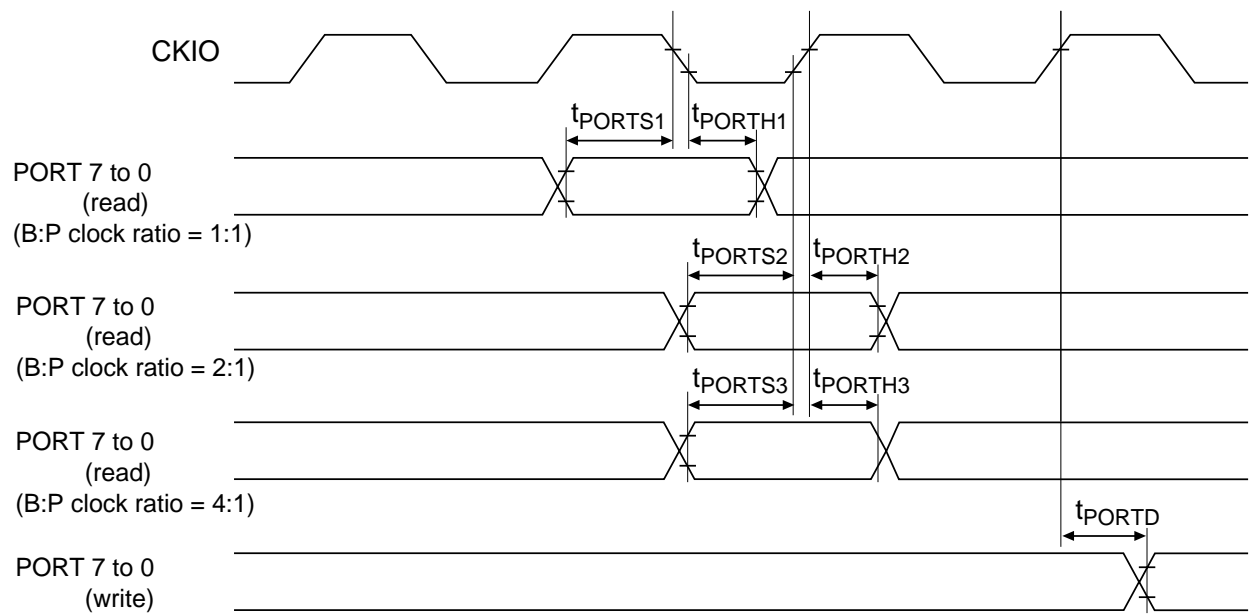 CKIO
tPORTS1 tPORTH1
PORT 7 to 0
(read)
(B:P clock ratio = 1:1)
tPORTS2 tPORTH2
PORT 7 to 0
(read)
(B:P clock ratio = 2:1)
tPORTS3 tPORTH3
PORT 7 to 0
(read)
(B:P clock ratio = 4:1)
tPORTD
PORT 7 to 0
(write)